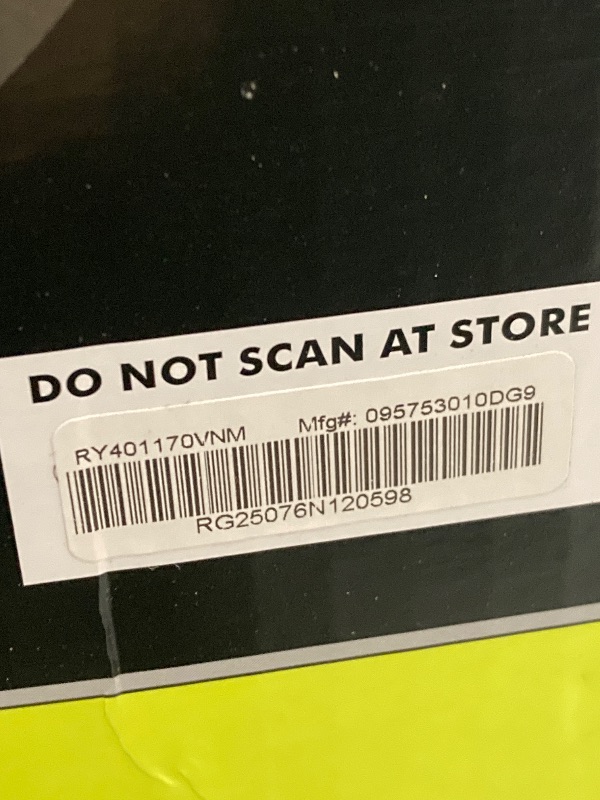 DO NOT SCAN AT STORE
RY401170VNM Mfg#: 095753010DG9
RG25076N120598